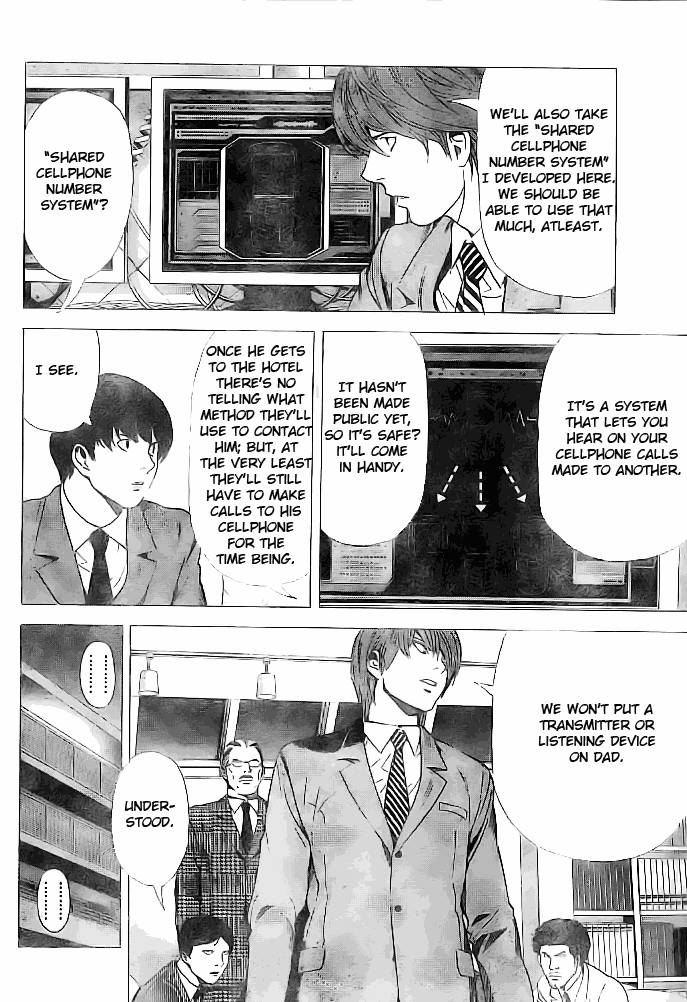 WE'LL ALSO TAKE
THE "SHARED
CELLPHONE
NUMBER SYSTEM"
I DEVELOPED HERE.
WE SHOULD BE
ABLE TO USE THAT
MUCH, ATLEAST.
"SHARED
CELLPHONE
NUMBER
SYSTEM"?
IT'S A SYSTEM
THAT LETS YOU
HEAR ON YOUR
CELLPHONE CALLS
MADE TO ANOTHER.
IT HASN'T
BEEN MADE
PUBLIC YET,
SO IT'S SAFE?
IT'LL COME
IN HANDY.
ONCE HE GETS
TO THE HOTEL
THERE'S NO
TELLING WHAT
METHOD THEY'LL
USE TO CONTACT
HIM; BUT, AT
THE VERY LEAST
THEY'LL STILL
HAVE TO MAKE
CALLS TO HIS
CELLPHONE
FOR THE
TIME BEING.
I SEE.
WE WON'T PUT A
TRANSMITTER OR
LISTENING DEVICE
ON DAD.
UNDER-
STOOD.